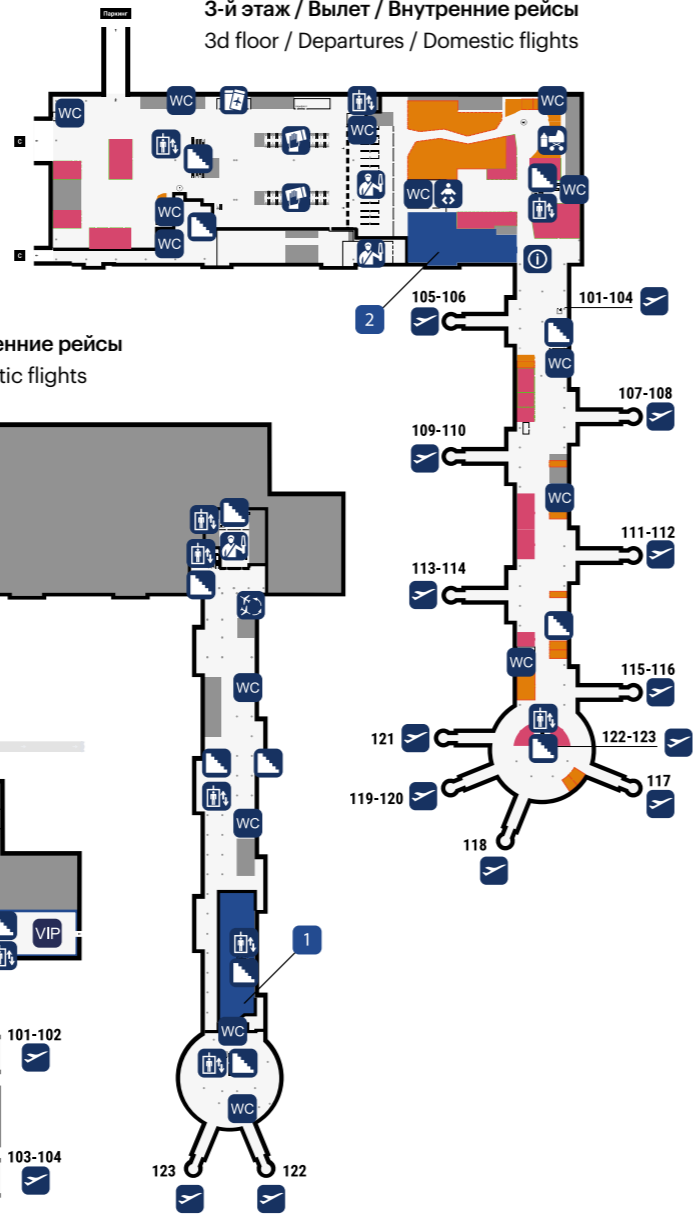 Паркинг
3-й этаж / Вылет / Внутренние рейсы
3d floor / Departures / Domestic flights
WC
WC
WC
WC
C
WC
WC
WC
WC
C
2
105-106
101-104
енние рейсы
tic flights
WC
107-108
109-110
WC
111-112
113-114
WC
115-116
WC
121
122-123
117
119-120
WC
118
1
VIP
WC
101-102
WC
103-104
123
122